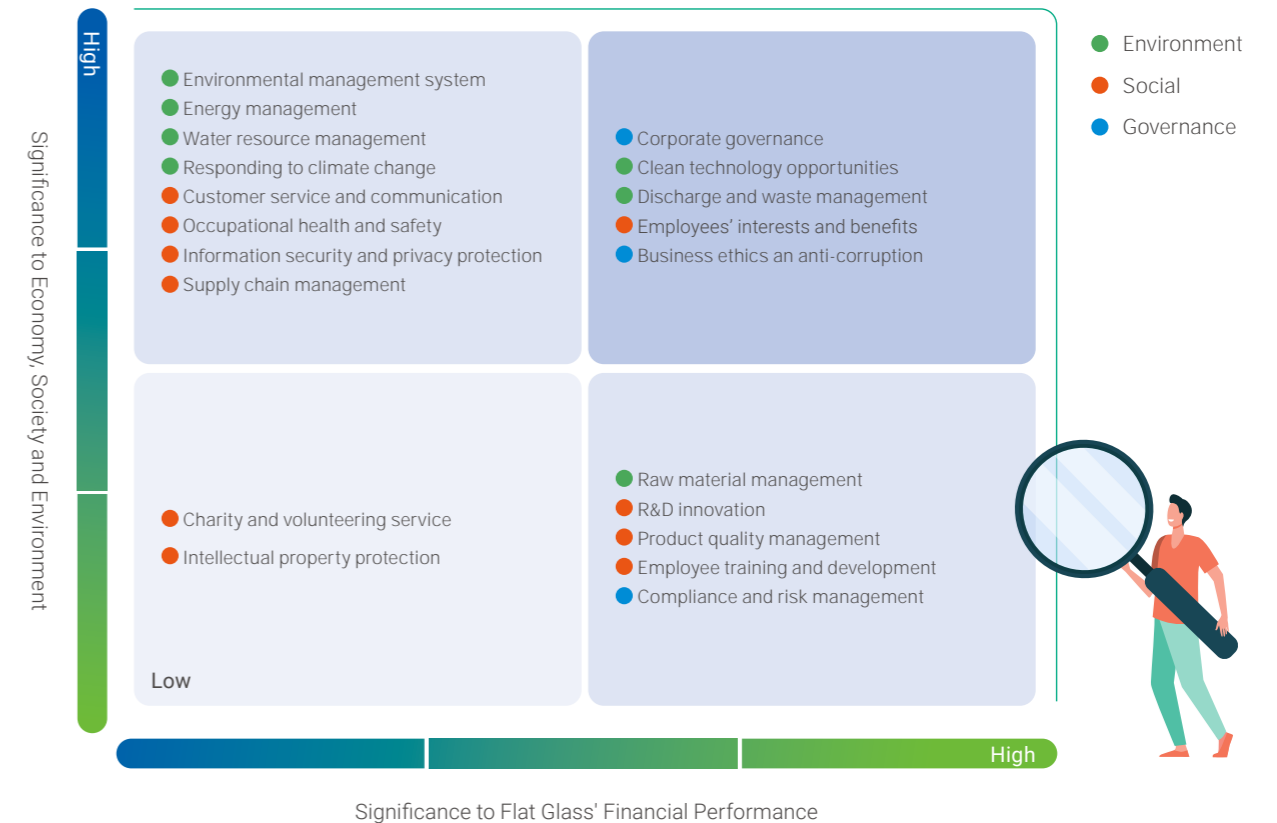 High
Significance to Economy, Society and Environment
Environmental management system
Energy management
Water resource management
Responding to climate change
Customer service and communication
Occupational health and safety
Information security and privacy protection
Supply chain management
Corporate governance
Clean technology opportunities
Discharge and waste management
Employees' interests and benefits
Business ethics an anti-corruption
Environment
Social
Governance
Charity and volunteering service
Intellectual property protection
Low
Raw material management
R&D innovation
Product quality management
Employee training and development
Compliance and risk management
High
Significance to Flat Glass' Financial Performance